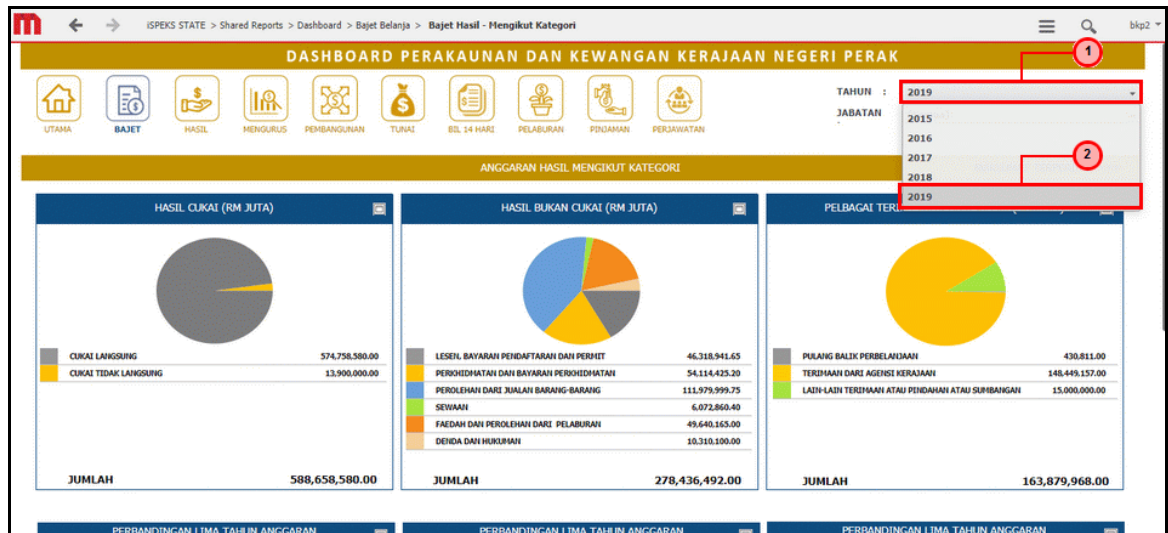 iSPEKS STATE > Shared Reports > Dashboard > Bajet Belanja > Bajet Hasil - Mengikut Kategori
bkp2
DASHBOARD PERAKAUNAN DAN KEWANGAN KERAJAAN NEGERI PERAK
1
UTAMA
BAJET
HASIL
MENGURUS
PEMBANGUNAN
TUNAI
BIL 14 HARI
PELABURAN
PINJAMAN
PERJAWATAN
TAHUN :
2019
JABATAN :
2015
2016
2017
2018
2019
2
ANGGARAN HASIL MENGIKUT KATEGORI
HASIL CUKAI (RM JUTA)
CUKAI LANGSUNG 574,758,580.00
CUKAI TIDAK LANGSUNG 13,900,000.00
JUMLAH 588,658,580.00
HASIL BUKAN CUKAI (RM JUTA)
LESEN, BAYARAN PENDAFTARAN DAN PERMIT 46,318,941.65
PERKHIDMATAN DAN BAYARAN PERKHIDMATAN 54,114,425.20
PEROLEHAN DARI JUALAN BARANG-BARANG 111,979,999.75
SEWAAN 6,072,860.40
FAEDAH DAN PEROLEHAN DARI PELABURAN 49,640,165.00
DENDA DAN HUKUMAN 10,310,100.00
JUMLAH 278,436,492.00
PELBAGAI
PULANG BALIK PERBELANJAAN 430,811.00
TERIMAAN DARI AGENSI KERAJAAN 148,449,157.00
LAIN-LAIN TERIMAAN ATAU PINDAHAN ATAU SUMBANGAN 15,000,000.00
JUMLAH 163,879,968.00
PERBANDINGAN LIMA TAHUN ANGGARAN
PERBANDINGAN LIMA TAHUN ANGGARAN
PERBANDINGAN LIMA TAHUN ANGGARAN